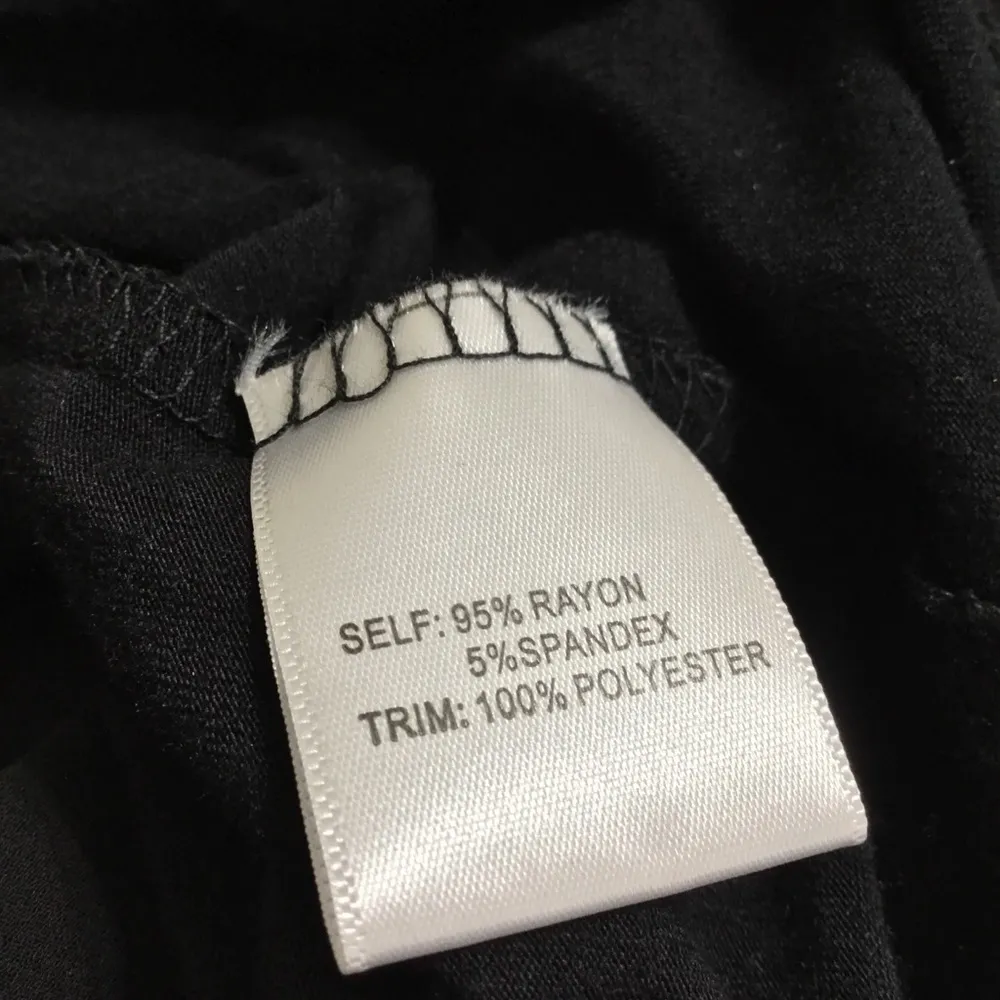 SELF: 95% RAYON
5%SPANDEX
TRIM: 100% POLYESTER